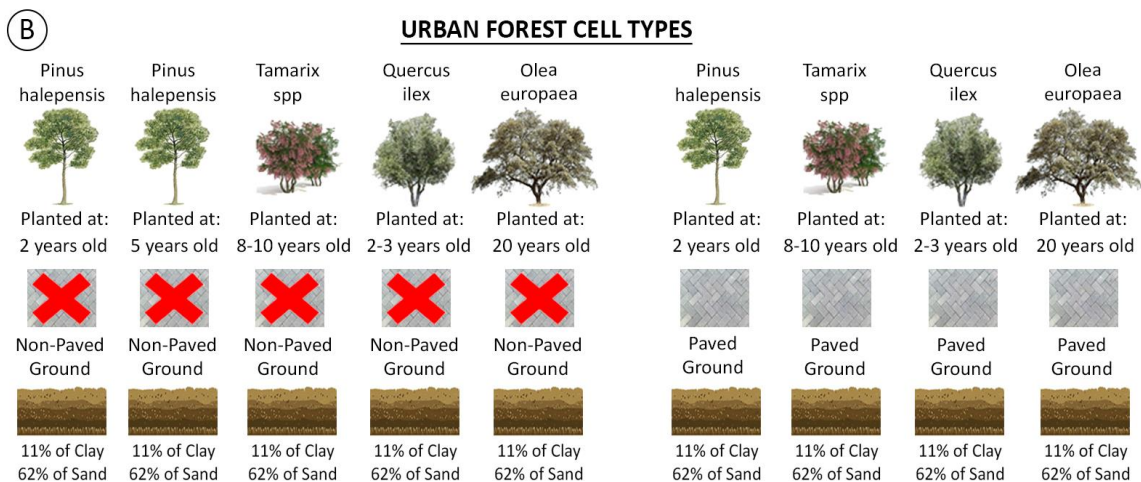 B
URBAN FOREST CELL TYPES
Pinus halepensis
Pinus halepensis
Tamarix spp
Quercus ilex
Olea europaea
Pinus halepensis
Tamarix spp
Quercus ilex
Olea europaea
Planted at:
2 years old
Planted at:
5 years old
Planted at:
8-10 years old
Planted at:
2-3 years old
Planted at:
20 years old
Planted at:
2 years old
Planted at:
8-10 years old
Planted at:
2-3 years old
Planted at:
20 years old
Non-Paved
Ground
Non-Paved
Ground
Non-Paved
Ground
Non-Paved
Ground
Non-Paved
Ground
Paved
Ground
Paved
Ground
Paved
Ground
Paved
Ground
11% of Clay
62% of Sand
11% of Clay
62% of Sand
11% of Clay
62% of Sand
11% of Clay
62% of Sand
11% of Clay
62% of Sand
11% of Clay
62% of Sand
11% of Clay
62% of Sand
11% of Clay
62% of Sand
11% of Clay
62% of Sand